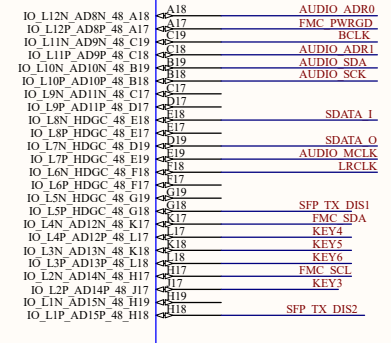 IO_L12N_AD8N_48_A18 A18 AUDIO_ADR0
IO_L12P_AD8P_48_A17 A17 FMC_PWRGD
IO_L11N_AD9N_48_C19 C19 BCLK
IO_L11P_AD9P_48_C18 C18 AUDIO_ADR1
IO_L10N_AD10N_48_B19 B19 AUDIO_SDA
IO_L10P_AD10P_48_B18 B18 AUDIO_SCK
IO_L9N_AD11N_48_C17 C17
IO_L9P_AD11P_48_D17 D17
IO_L8N_HDGC_48_E18 E18 SDATA_I
IO_L8P_HDGC_48_E17 E17
IO_L7N_HDGC_48_D19 D19 SDATA_O
IO_L7P_HDGC_48_E19 E19 AUDIO_MCLK
IO_L6N_HDGC_48_F18 F18 LRCLK
IO_L6P_HDGC_48_F17 F17
IO_L5N_HDGC_48_G19 G19
IO_L5P_HDGC_48_G18 G18 SFP_TX_DIS1
IO_L4N_AD12N_48_K17 K17 FMC_SDA
IO_L4P_AD12P_48_L17 L17 KEY4
IO_L3N_AD13N_48_K18 K18 KEY5
IO_L3P_AD13P_48_L18 L18 KEY6
IO_L2N_AD14N_48_H17 H17 FMC_SCL
IO_L2P_AD14P_48_J17 J17 KEY3
IO_L1N_AD15N_48_H19 H19
IO_L1P_AD15P_48_H18 H18 SFP_TX_DIS2